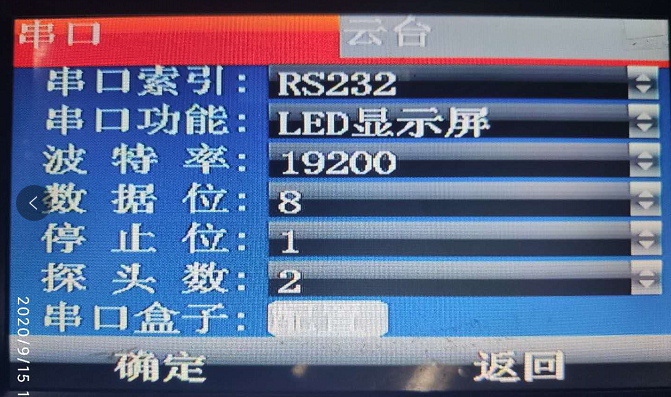 串口 云台
串口索引: RS232
串口功能: LED显示屏
波特率: 19200
数据位: 8
停止位: 1
探头数: 2
串口盒子:
确定 返回
2020/9/15 1